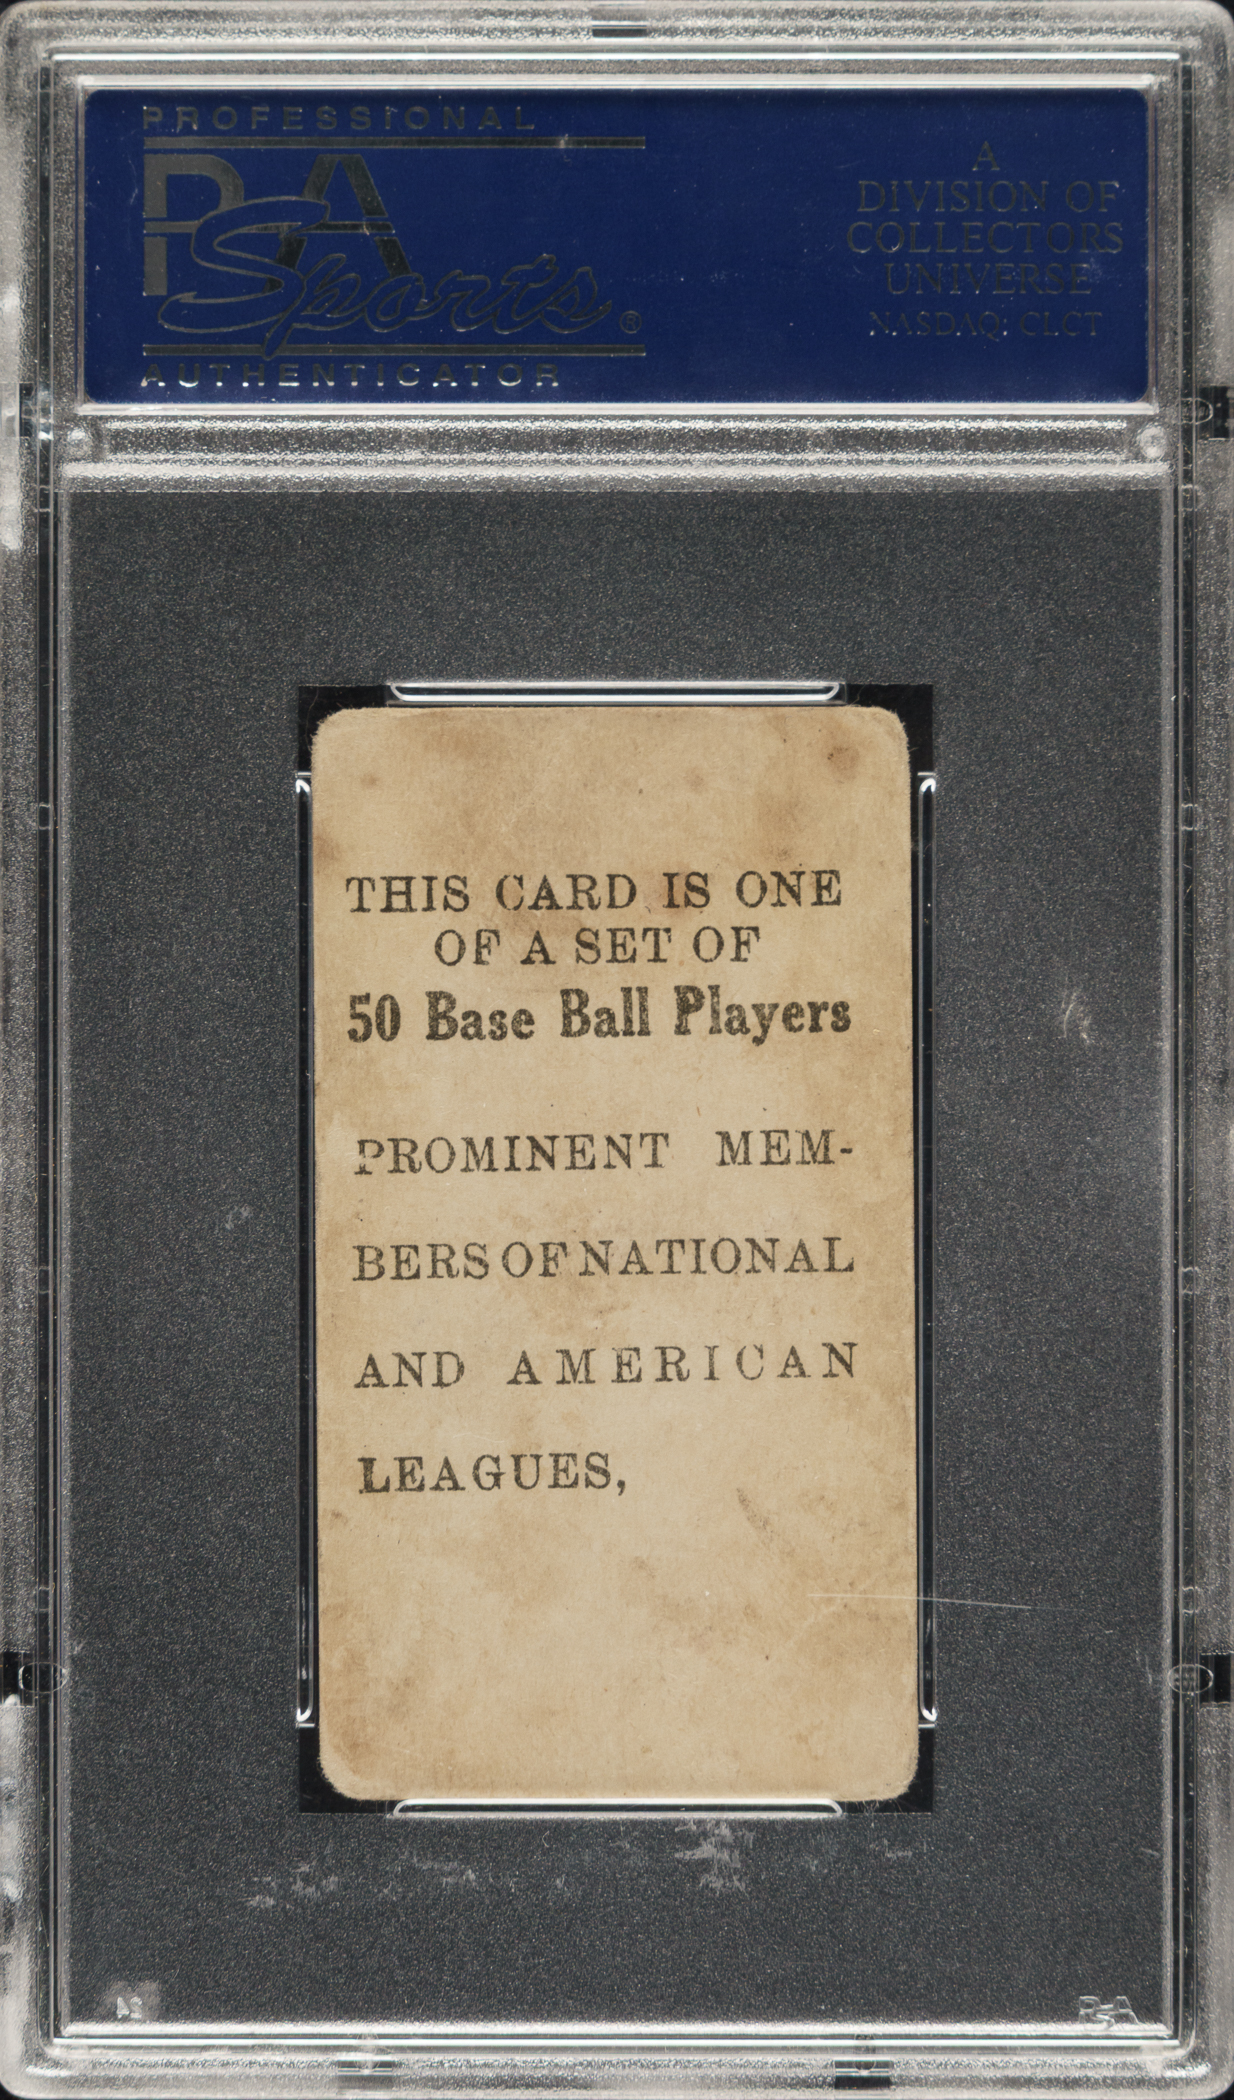 PROFESSIONAL
PSA
Sports®
AUTHENTICATOR
A
DIVISION OF
COLLECTORS
UNIVERSE
NASDAQ: CLCT
THIS CARD IS ONE
OF A SET OF
50 Base Ball Players
PROMINENT MEM-
BERS OF NATIONAL
AND AMERICAN
LEAGUES,
PSA